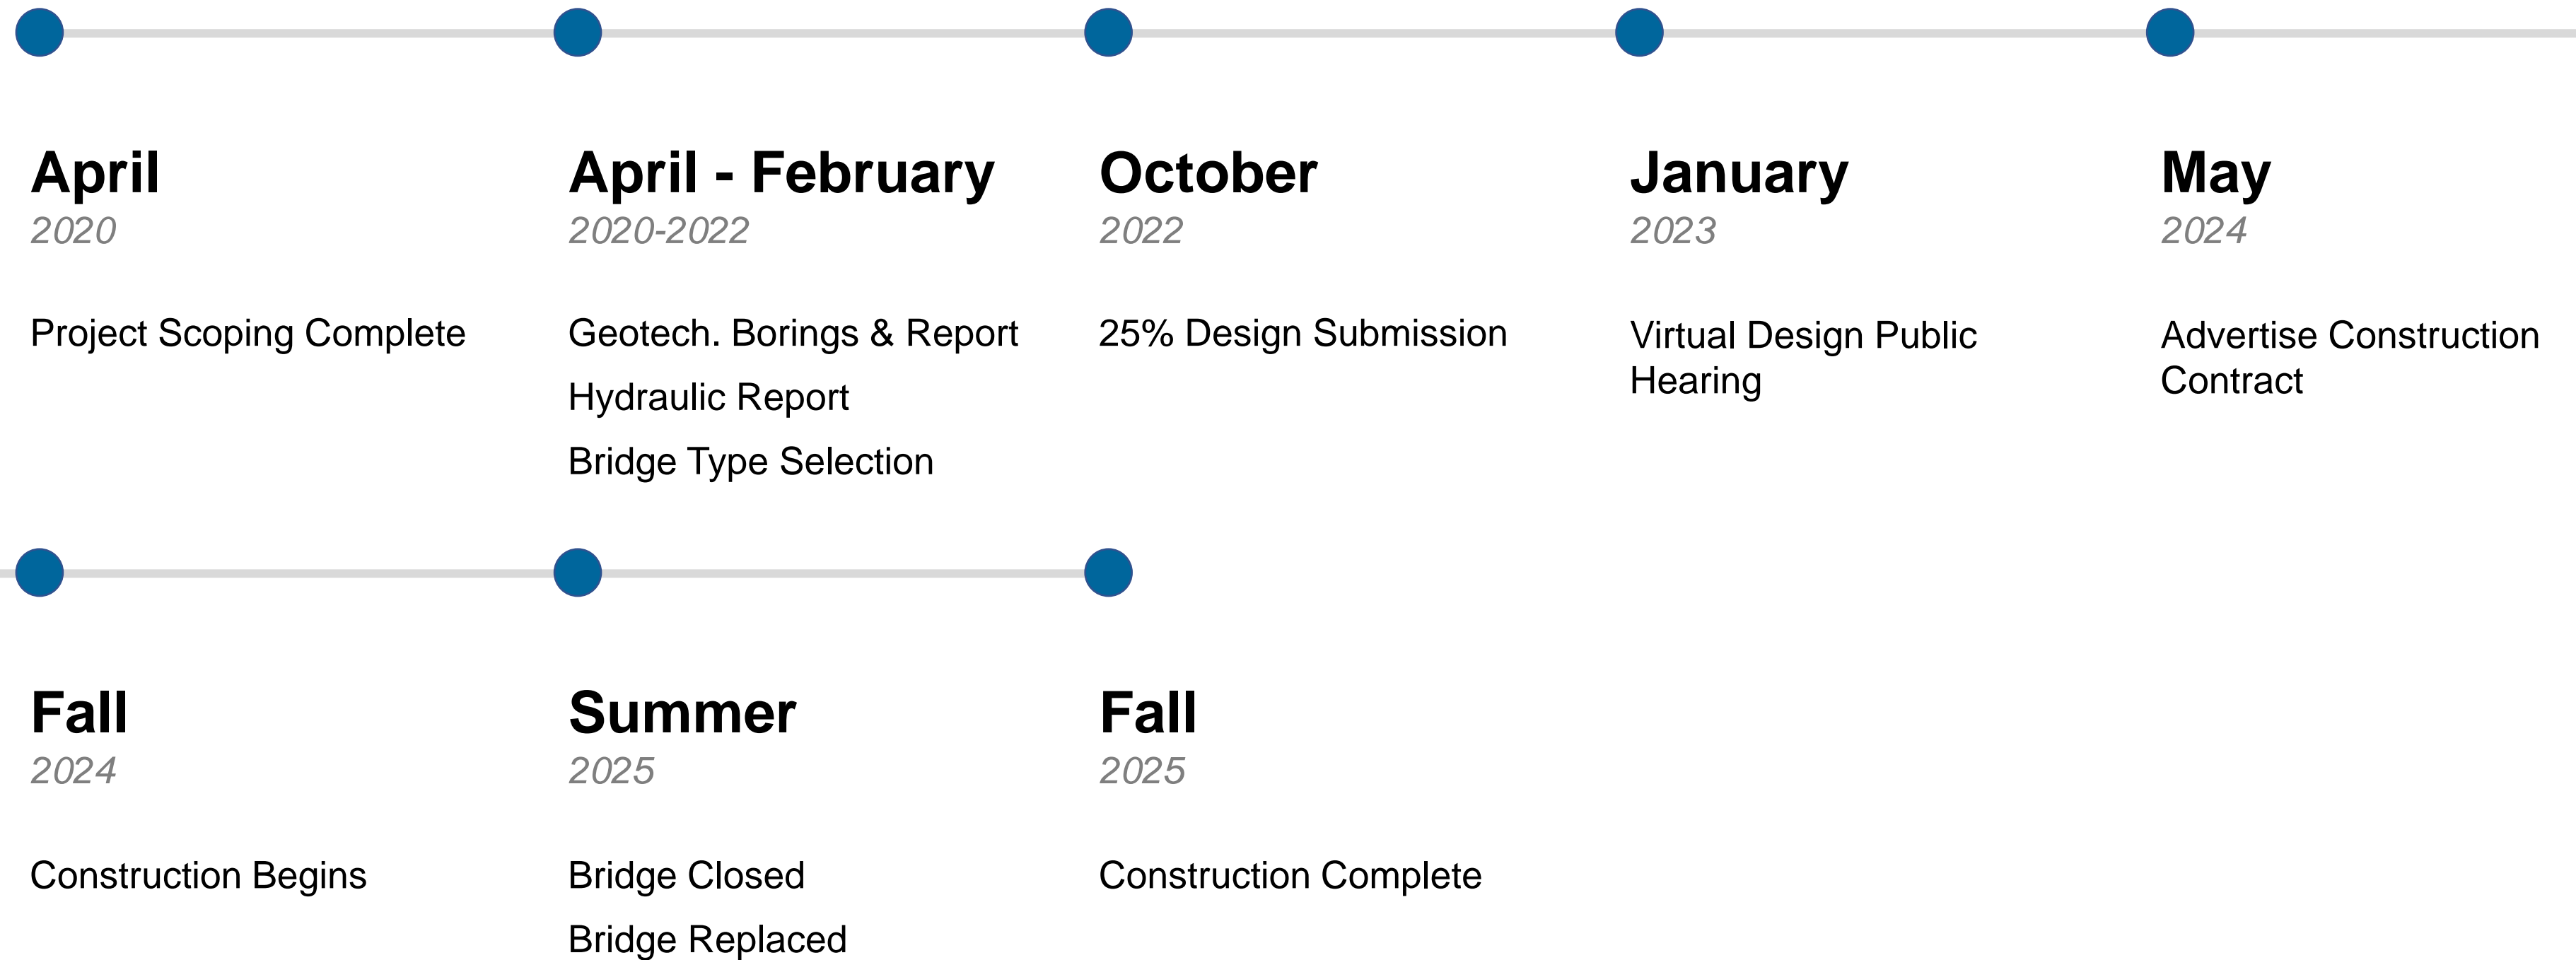 April
2020
Project Scoping Complete
April - February
2020-2022
Geotech. Borings & Report
Hydraulic Report
Bridge Type Selection
October
2022
25% Design Submission
January
2023
Virtual Design Public
Hearing
May
2024
Advertise Construction
Contract
Fall
2024
Construction Begins
Summer
2025
Bridge Closed
Bridge Replaced
Fall
2025
Construction Complete